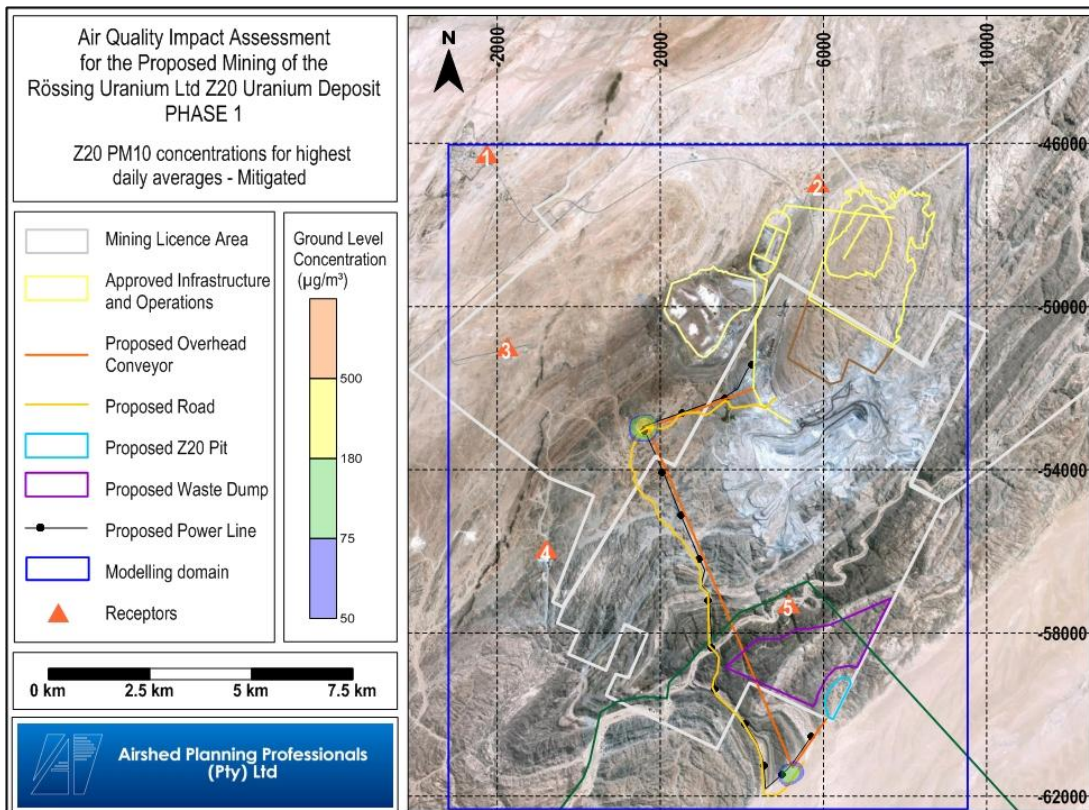 Air Quality Impact Assessment
for the Proposed Mining of the
Rössing Uranium Ltd Z20 Uranium Deposit
PHASE 1
Z20 PM10 concentrations for highest
daily averages - Mitigated
Mining Licence Area
Approved Infrastructure
and Operations
Proposed Overhead
Conveyor
Proposed Road
Proposed Z20 Pit
Proposed Waste Dump
Proposed Power Line
Modelling domain
Receptors
Ground Level
Concentration
(µg/m³)
500
180
75
50
0 km 2.5 km 5 km 7.5 km
Airshed Planning Professionals
(Pty) Ltd
N
-2000
2000
6000
10000
-46000
-50000
-54000
-58000
-62000
1
2
3
4
5